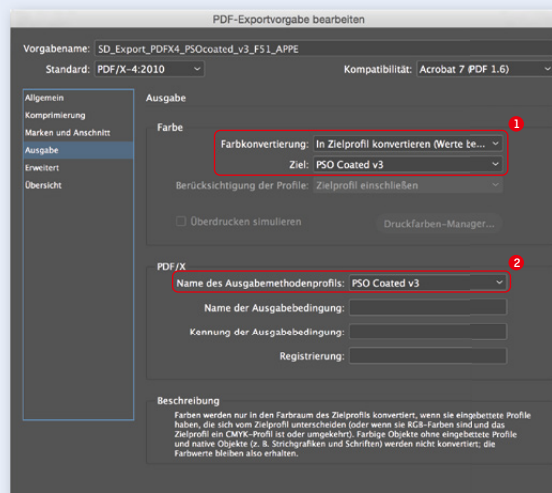 PDF-Exportvorgabe bearbeiten
Vorgabename: SD_Export_PDFX4_PSOcoated_v3_F51_APPE
Standard: PDF/X-4:2010 Kompatibilität: Acrobat 7 (PDF 1.6)
Allgemein
Komprimierung
Marken und Anschnitt
Ausgabe
Erweitert
Übersicht
Ausgabe
Farbe
1
Farbkonvertierung: In Zielprofil konvertieren (Werte be...
Ziel: PSO Coated v3
Berücksichtigung der Profile: Zielprofil einschließen
Überdrucken simulieren Druckfarben-Manager...
PDF/X
2
Name des Ausgabemethodenprofils: PSO Coated v3
Name der Ausgabebedingung:
Kennung der Ausgabebedingung:
Registrierung:
Beschreibung
Farben werden nur in den Farbraum des Zielprofils konvertiert, wenn sie eingebettete Profile
haben, die sich vom Zielprofil unterscheiden (oder wenn sie RGB-Farben sind und das
Zielprofil ein CMYK-Profil ist oder umgekehrt). Farbige Objekte ohne eingebettete Profile
und native Objekte (z. B. Strichgrafiken und Schriften) werden nicht konvertiert; die
Farbwerte bleiben also erhalten.